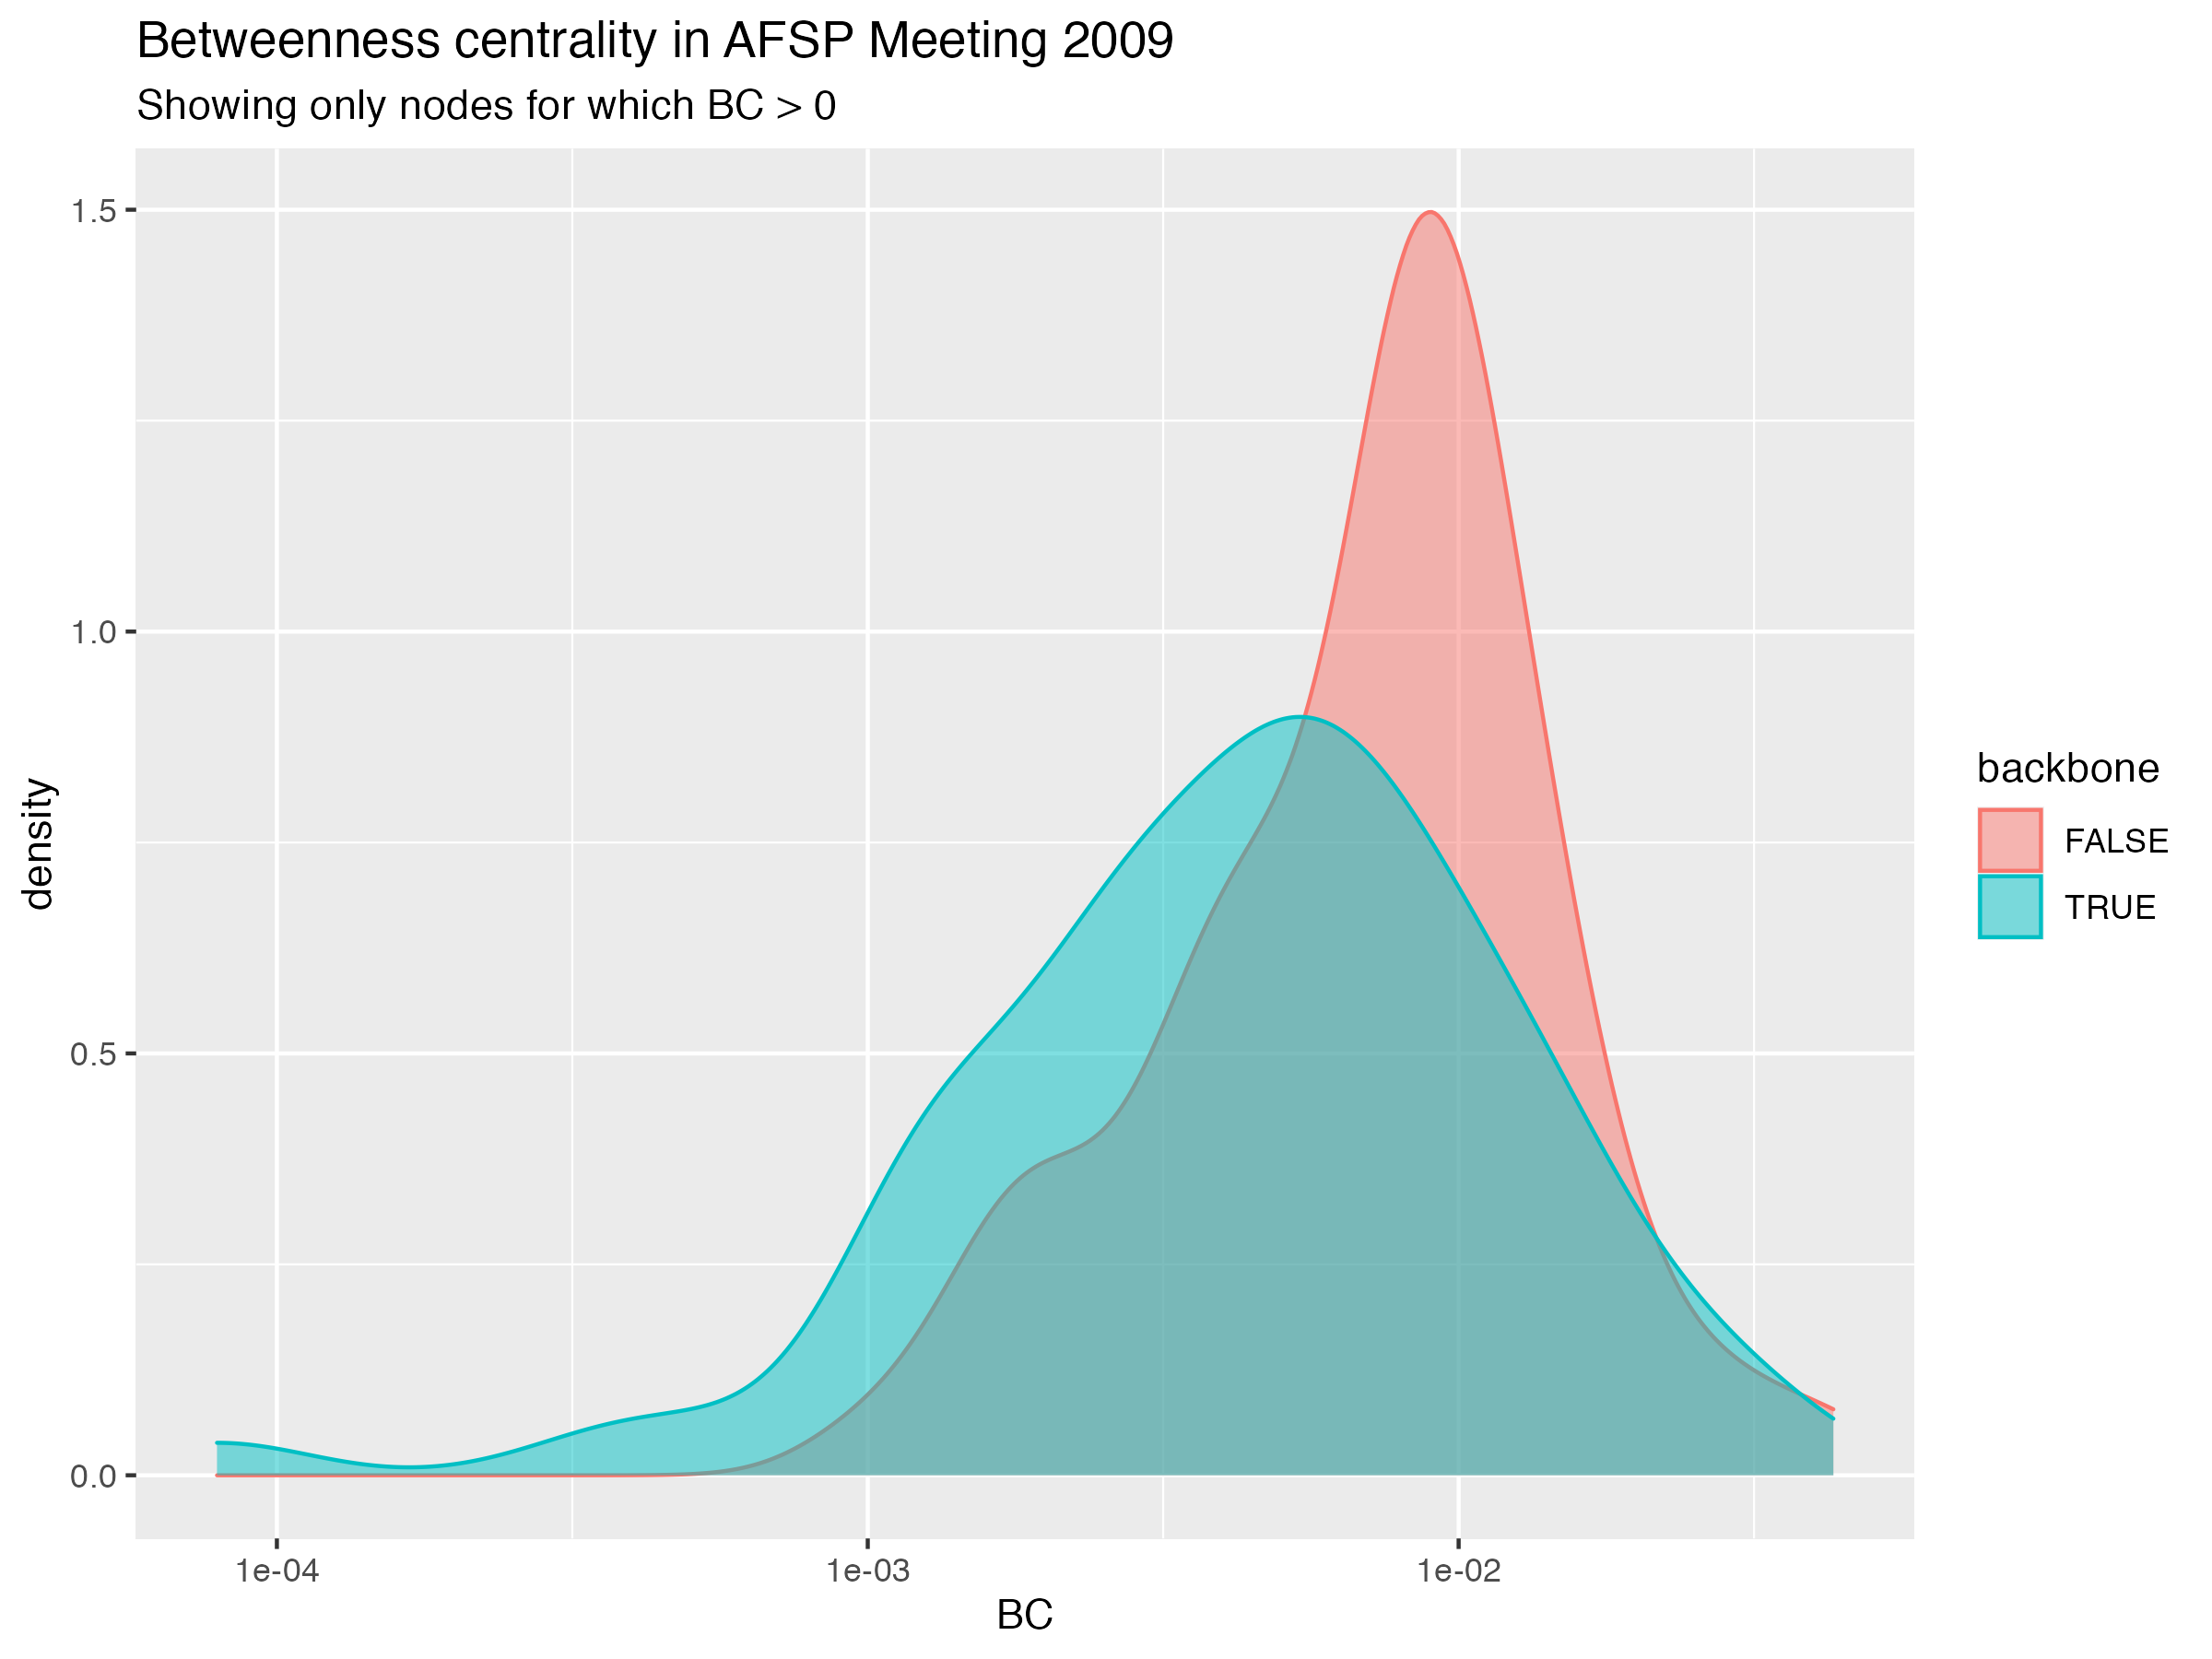 Betweenness centrality in AFSP Meeting 2009
Showing only nodes for which BC > 0
1.5
1.0
0.5
0.0
density
1e-04
1e-03
1e-02
BC
backbone
FALSE
TRUE